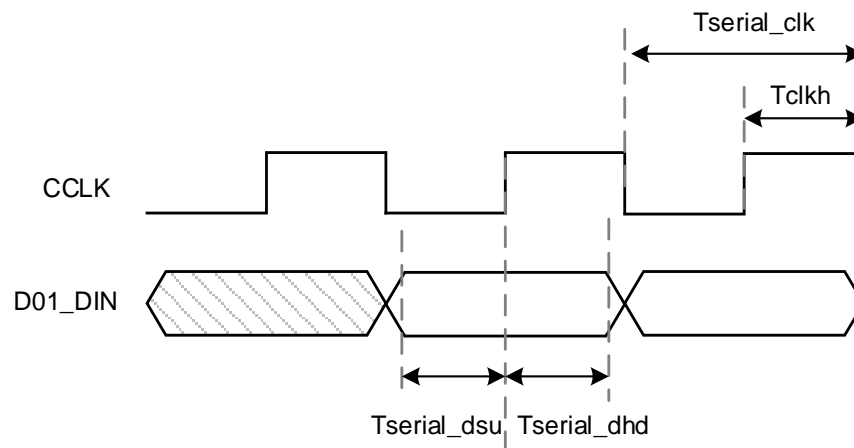 Tserial_clk
Tclkh
CCLK
D01_DIN
Tserial_dsu Tserial_dhd